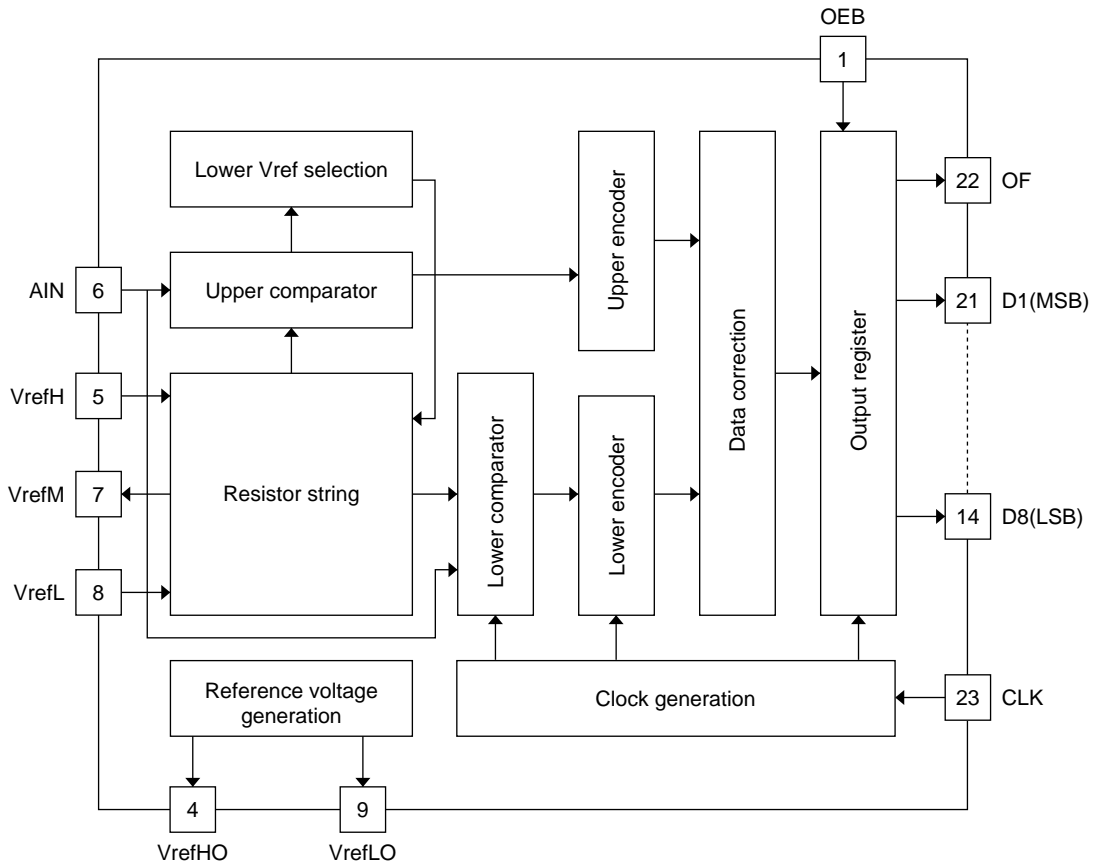 OEB
1
Lower Vref selection
Upper encoder
Data correction
Output register
22
OF
AIN
6
Upper comparator
21
D1(MSB)
VrefH
5
Lower comparator
Lower encoder
VrefM
7
Resistor string
14
D8(LSB)
VrefL
8
Reference voltage
generation
Clock generation
23
CLK
4
9
VrefHO
VrefLO